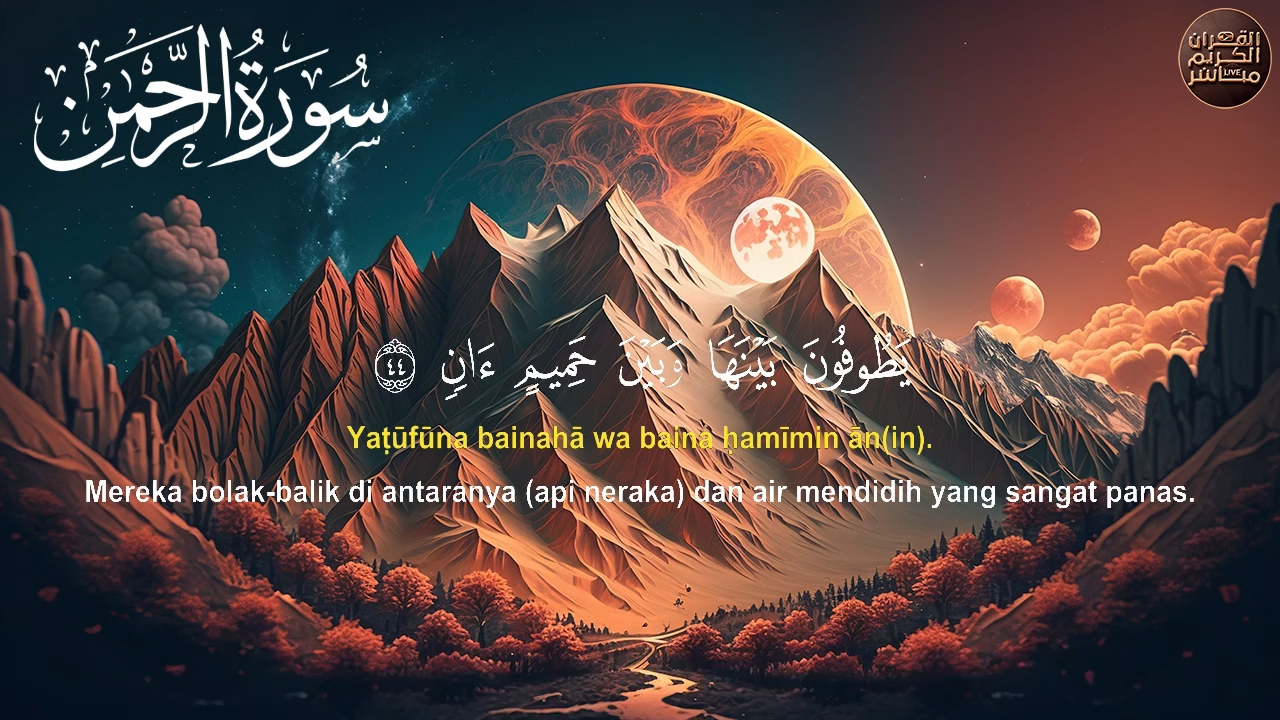 سُورَةُ الرَّحْمَٰنِ
القرآن
الكريم
مباشر
LIVE
يَطُوفُونَ بَيْنَهَا وَبَيْنَ حَمِيمٍ ءَانٍ ٤٤
Yaṭūfūna bainahā wa baina ḥamīmin ān(in).
Mereka bolak-balik di antaranya (api neraka) dan air mendidih yang sangat panas.